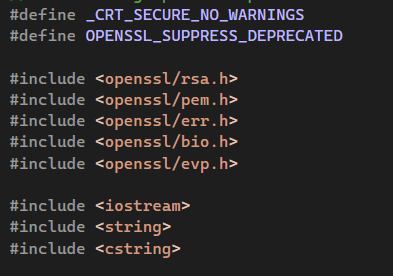 #define _CRT_SECURE_NO_WARNINGS
#define OPENSSL_SUPPRESS_DEPRECATED
#include <openssl/rsa.h>
#include <openssl/pem.h>
#include <openssl/err.h>
#include <openssl/bio.h>
#include <openssl/evp.h>
#include <iostream>
#include <string>
#include <cstring>